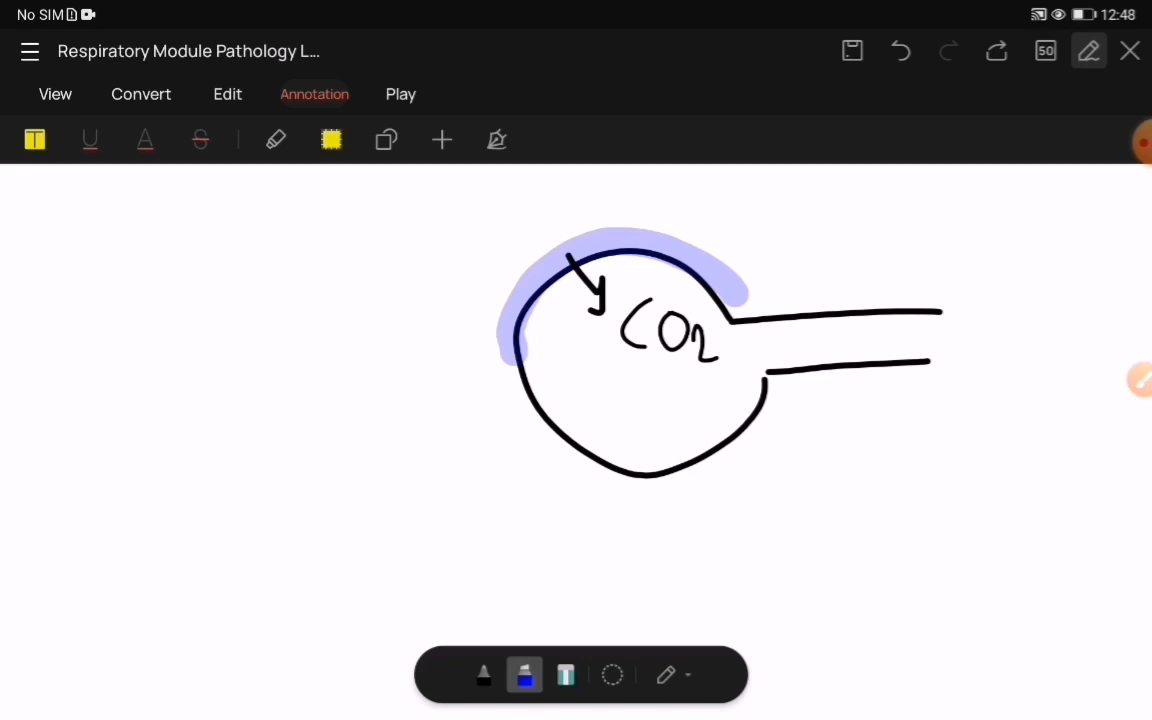 No SIM 12:48
Respiratory Module Pathology L...
50
View Convert Edit Annotation Play
T U A S
CO2